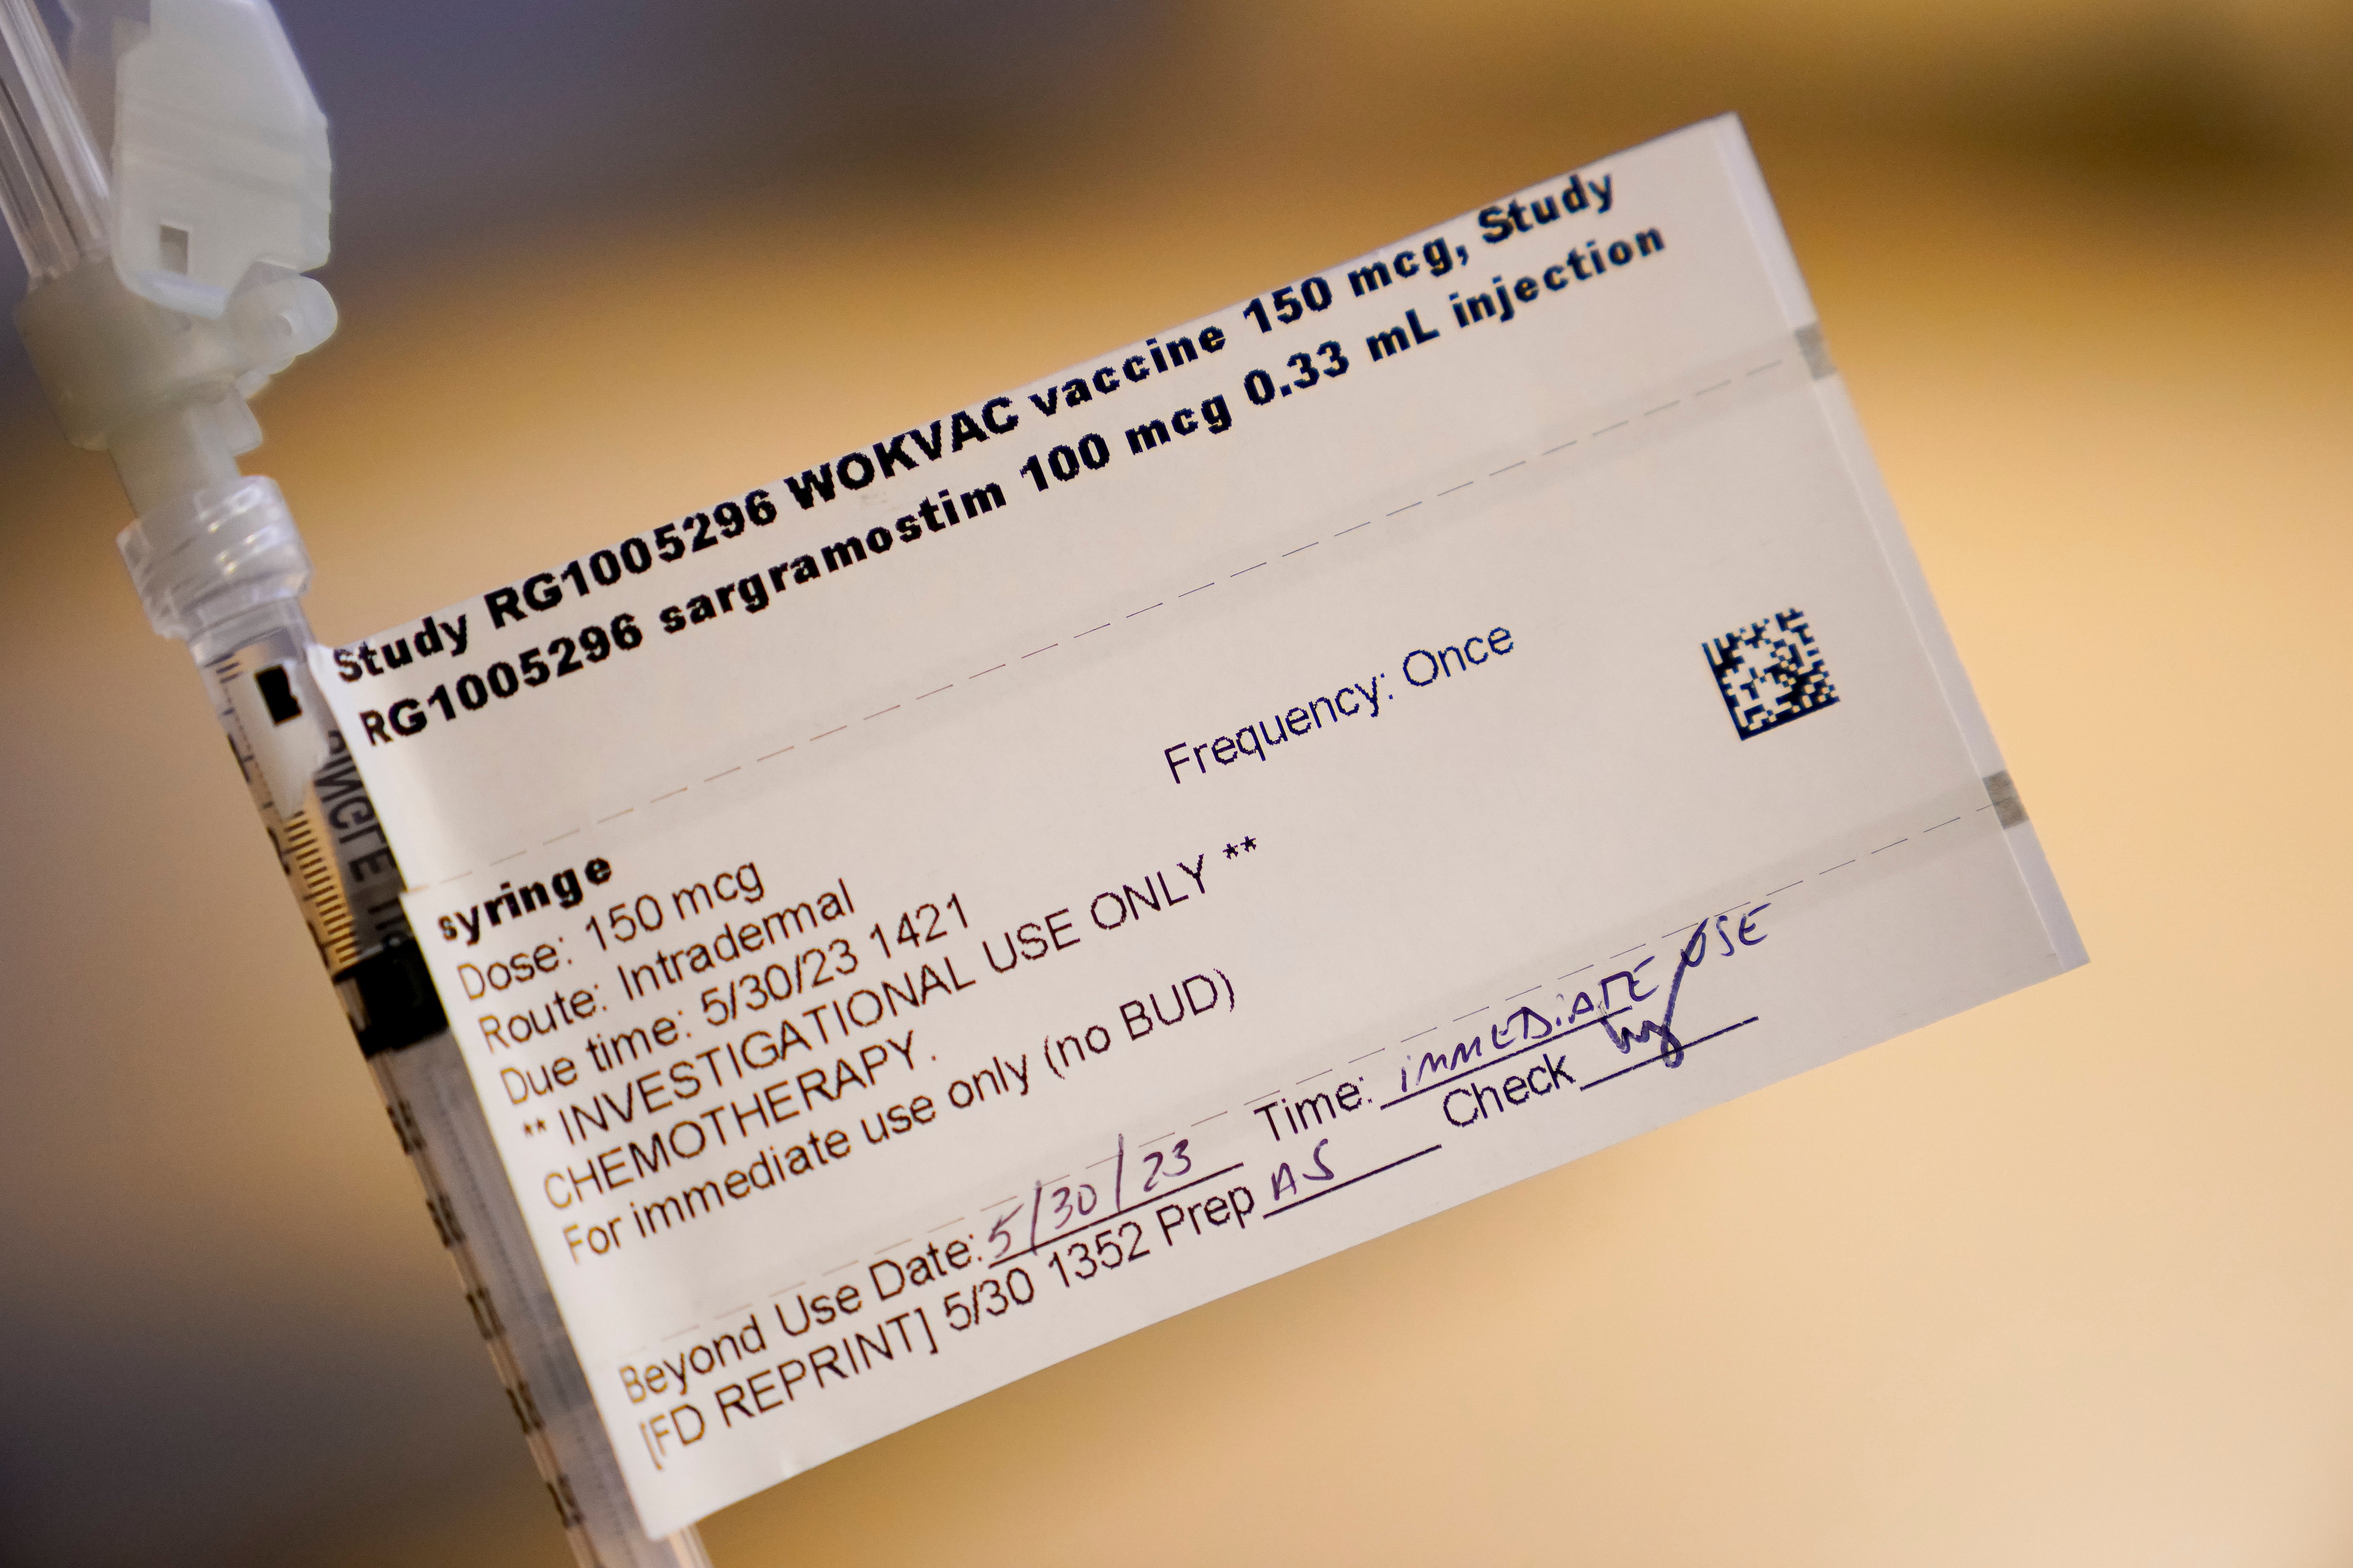 Study RG1005296 WOKVAC vaccine 150 mcg, Study
RG1005296 sargramostim 100 mcg 0.33 mL injection
syringe
Dose: 150 mcg
Frequency: Once
Route: Intradermal
Due time: 5/30/23 1421
** INVESTIGATIONAL USE ONLY **
CHEMOTHERAPY.
For immediate use only (no BUD)
Beyond Use Date: 5/30/23 Time: iMMEDiATE USE
[FD REPRINT] 5/30 1352 Prep AS Check